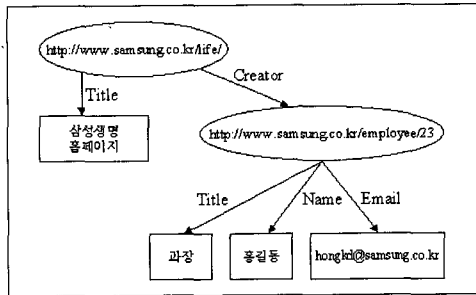 http://www.samsung.co.kr/life/
Creator
Title
삼성생명
홈페이지
http://www.samsung.co.kr/employee/23
Title
Name
Email
과장
홍길동
hongkd@samsung.co.kr